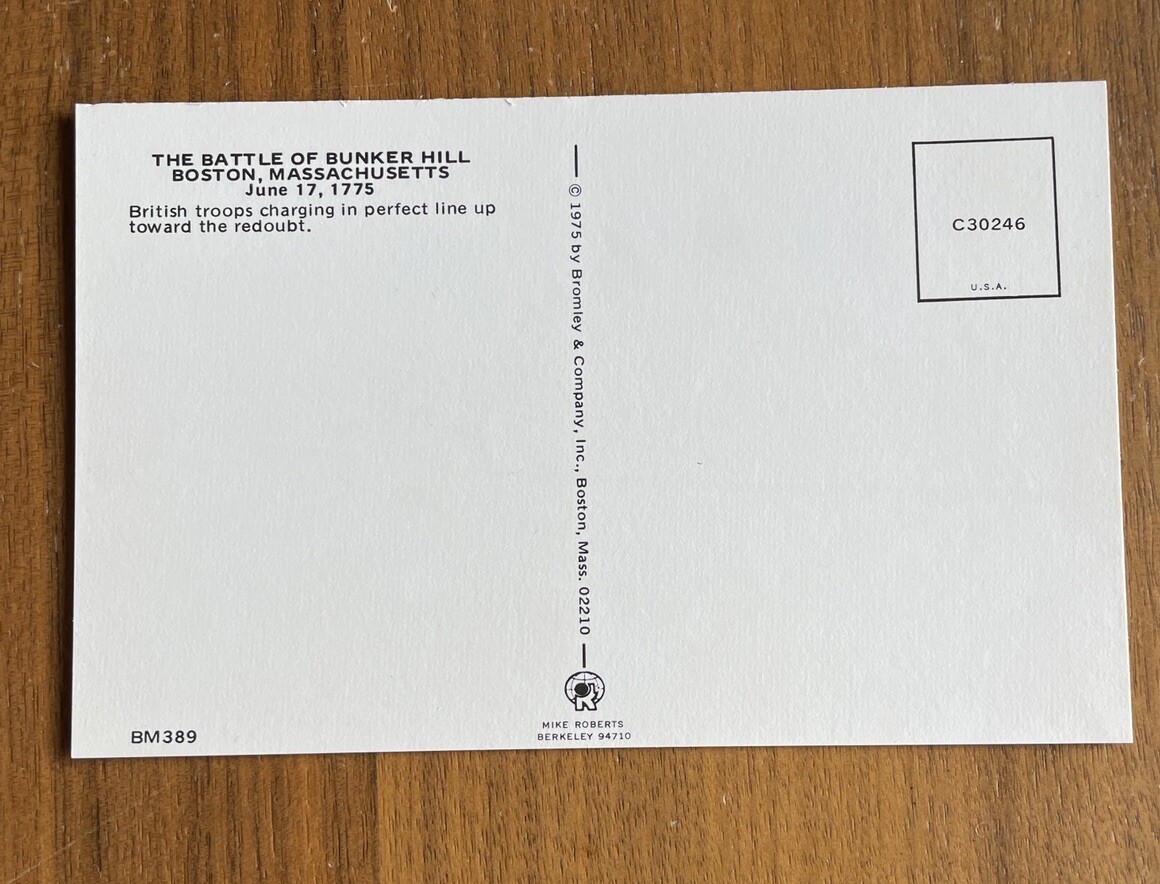 THE BATTLE OF BUNKER HILL
BOSTON, MASSACHUSETTS
June 17, 1775
British troops charging in perfect line up
toward the redoubt.
BM389
© 1975 by Bromley & Company, Inc., Boston, Mass. 02210
MIKE ROBERTS
BERKELEY 94710
C30246
U.S.A.